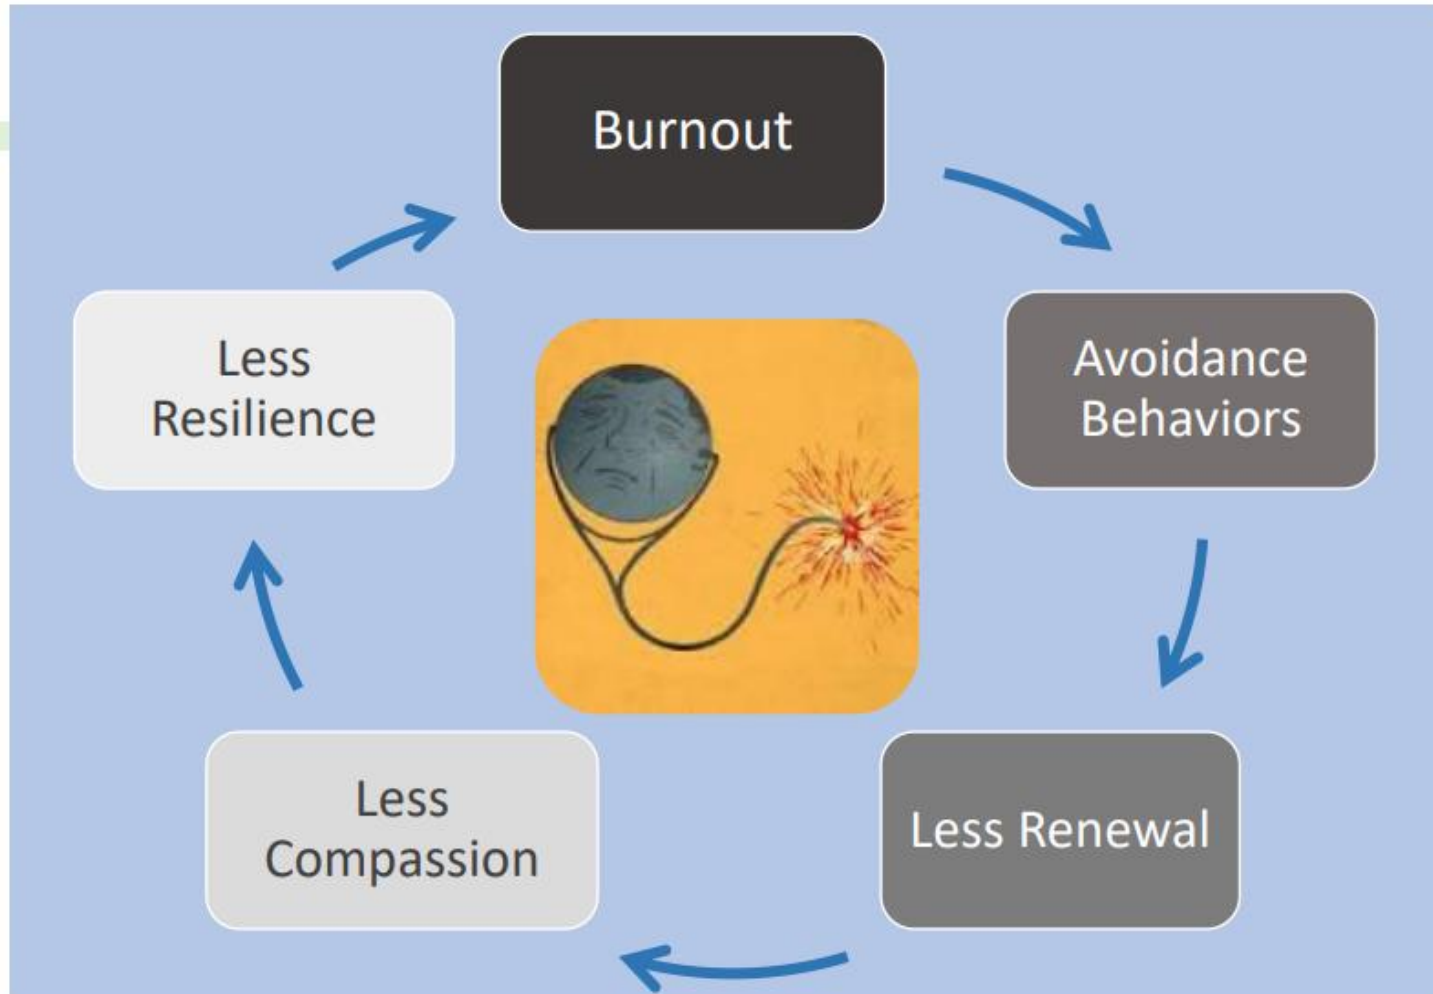 Burnout
Avoidance
Behaviors
Less Renewal
Less
Compassion
Less
Resilience